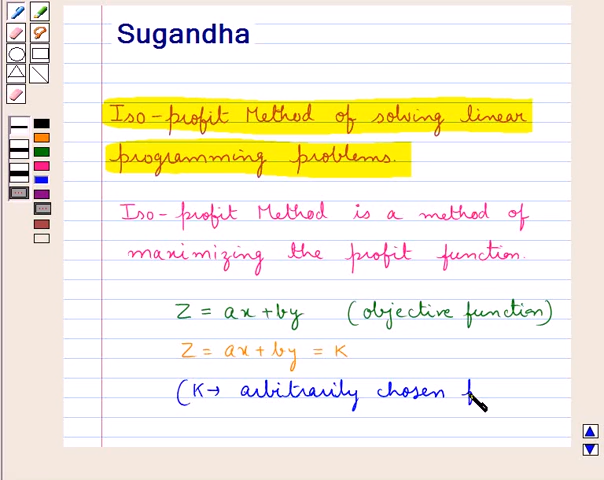 Sugandha
Iso-profit Method of solving linear
programming problems.
Iso-profit Method is a method of
maximizing the profit function.
Z = ax + by (objective function)
Z = ax + by = K
(K→ arbitrarily chosen